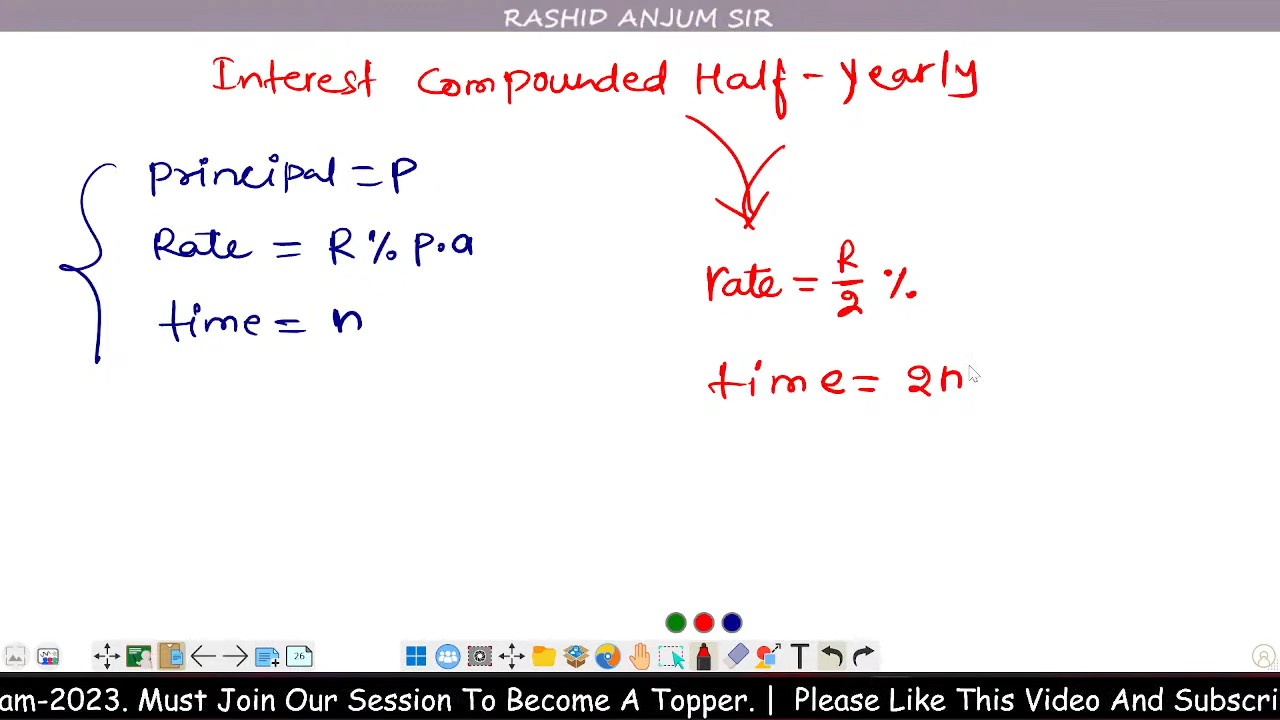 RASHID ANJUM SIR
Interest Compounded Half-Yearly
principal = P
Rate = R % p.a
time = n
rate = R/2 %
time = 2n
26
T
am-2023. Must Join Our Session To Become A Topper. | Please Like This Video And Subscri